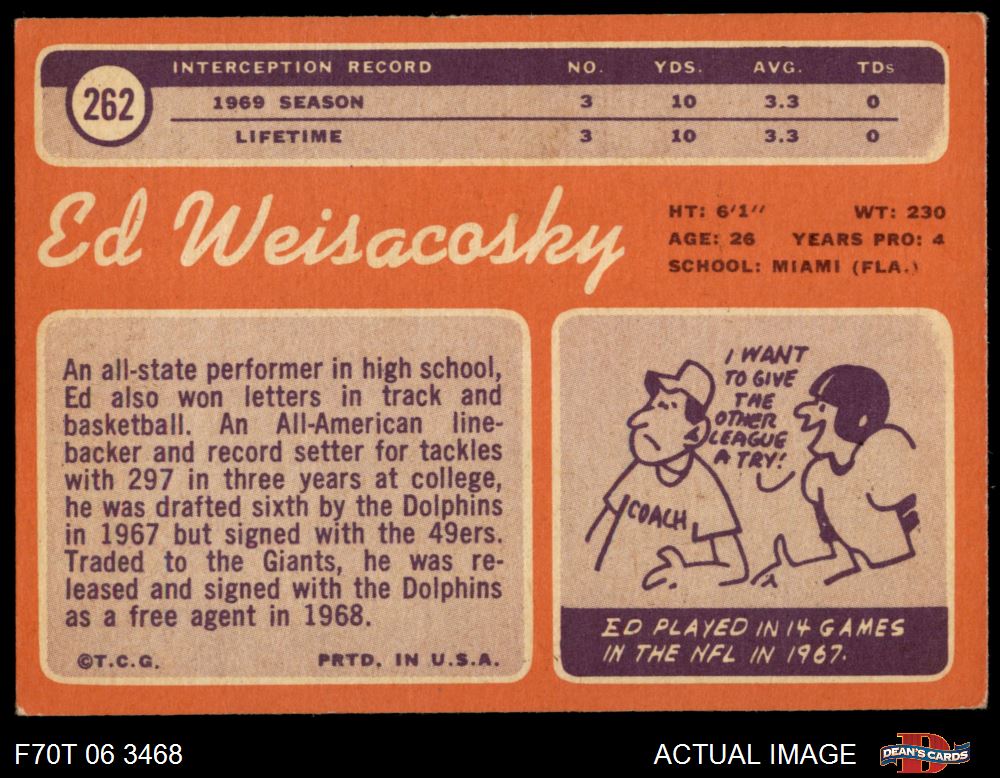 INTERCEPTION RECORD NO. YDS. AVG. TDs
262
1969 SEASON 3 10 3.3 0
LIFETIME 3 10 3.3 0
Ed Weisacosky
HT: 6'1" WT: 230
AGE: 26 YEARS PRO: 4
SCHOOL: MIAMI (FLA.)
An all-state performer in high school,
Ed also won letters in track and
basketball. An All-American line-
backer and record setter for tackles
with 297 in three years at college,
he was drafted sixth by the Dolphins
in 1967 but signed with the 49ers.
Traded to the Giants, he was re-
leased and signed with the Dolphins
as a free agent in 1968.
©T.C.G. PRTD. IN U.S.A.
I WANT
TO GIVE
THE
OTHER
LEAGUE
A TRY!
COACH
ED PLAYED IN 14 GAMES
IN THE NFL IN 1967.
F70T 06 3468
ACTUAL IMAGE
DEAN'S CARDS